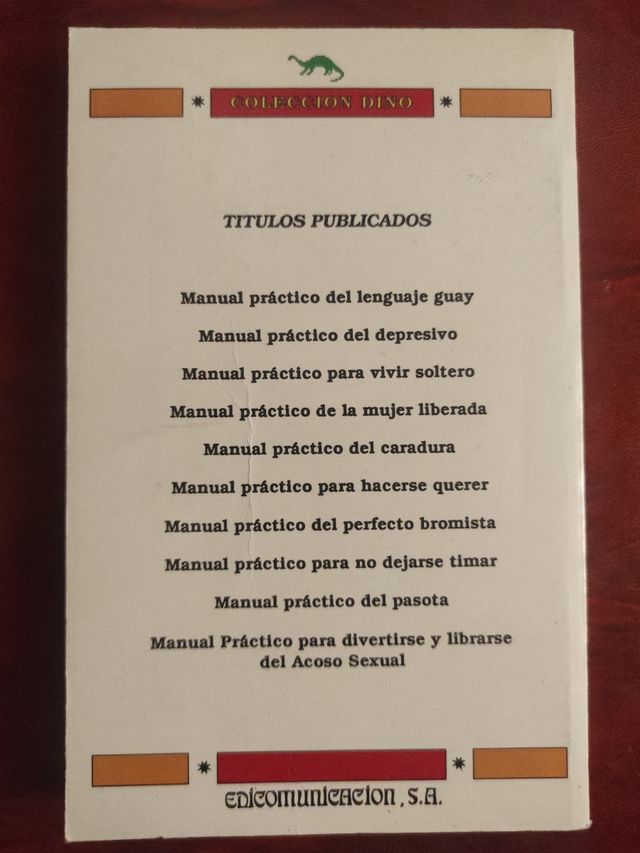 COLECCION DINO
TITULOS PUBLICADOS
Manual práctico del lenguaje guay
Manual práctico del depresivo
Manual práctico para vivir soltero
Manual práctico de la mujer liberada
Manual práctico del caradura
Manual práctico para hacerse querer
Manual práctico del perfecto bromista
Manual práctico para no dejarse timar
Manual práctico del pasota
Manual Práctico para divertirse y librarse
del Acoso Sexual
EDICOMUNICACION, S.A.